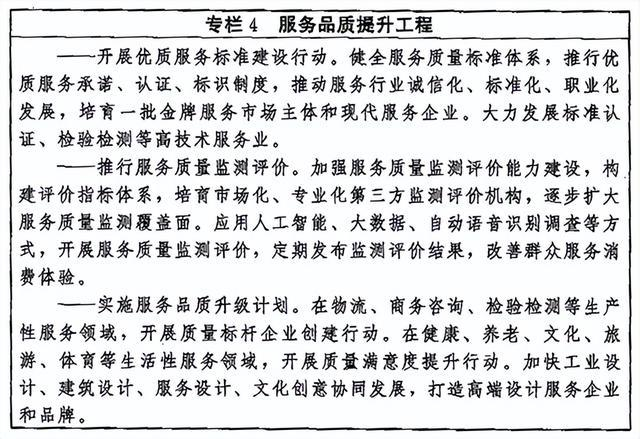 专栏 4 服务品质提升工程
——开展优质服务标准建设行动。健全服务质量标准体系，推行优
质服务承诺、认证、标识制度，推动服务行业诚信化、标准化、职业化
发展，培育一批金牌服务市场主体和现代服务企业。大力发展标准认
证、检验检测等高技术服务业。
——推行服务质量监测评价。加强服务质量监测评价能力建设，构
建评价指标体系，培育市场化、专业化第三方监测评价机构，逐步扩大
服务质量监测覆盖面。应用人工智能、大数据、自动语音识别调查等方
式，开展服务质量监测评价，定期发布监测评价结果，改善群众服务消
费体验。
——实施服务品质升级计划。在物流、商务咨询、检验检测等生产
性服务领域，开展质量标杆企业创建行动。在健康、养老、文化、旅
游、体育等生活性服务领域，开展质量满意度提升行动。加快工业设
计、建筑设计、服务设计、文化创意协同发展，打造高端设计服务企业
和品牌。